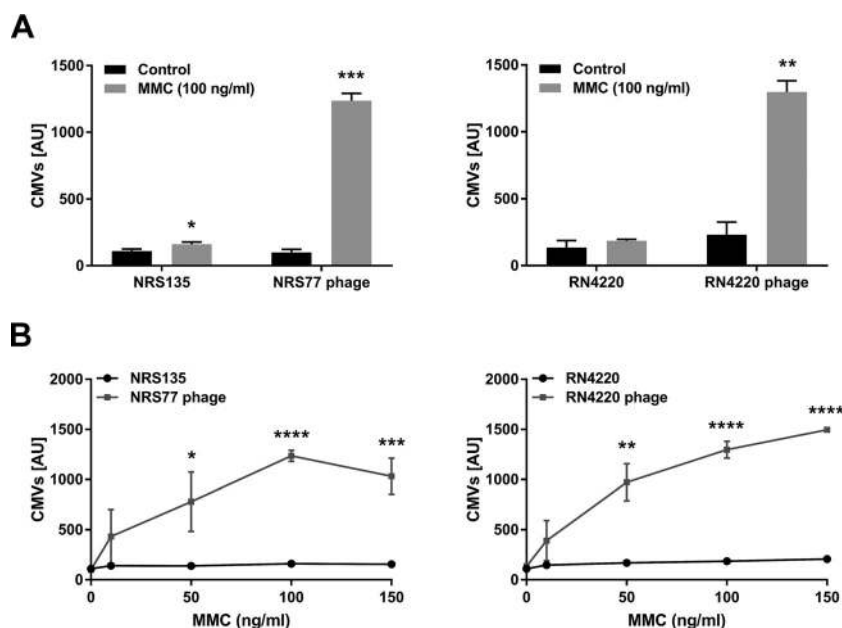 A
1500
1000
500
0
CMVs [AU]
Control
MMC (100 ng/ml)
*
***
NRS135
NRS77 phage
1500
1000
500
0
CMVs [AU]
Control
MMC (100 ng/ml)
**
RN4220
RN4220 phage
B
2000
1500
1000
500
0
CMVs [AU]
NRS135
NRS77 phage
*
****
***
0
50
100
150
MMC (ng/ml)
2000
1500
1000
500
0
CMVs [AU]
RN4220
RN4220 phage
**
****
****
0
50
100
150
MMC (ng/ml)